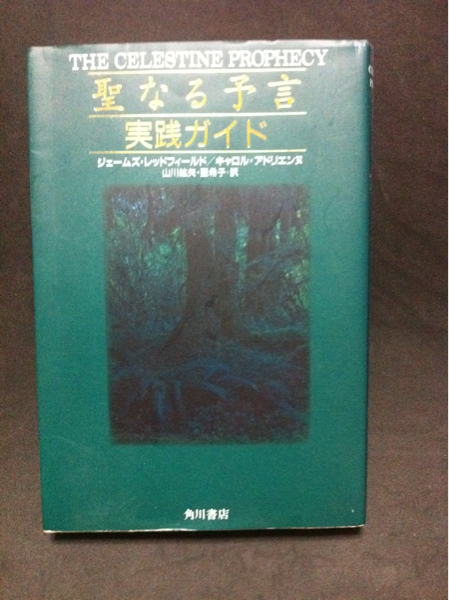 THE CELESTINE PROPHECY
聖なる予言
実践ガイド
ジェームズ・レッドフィールド／キャロル・アドリエンヌ
山川紘矢・亜希子・訳
角川書店